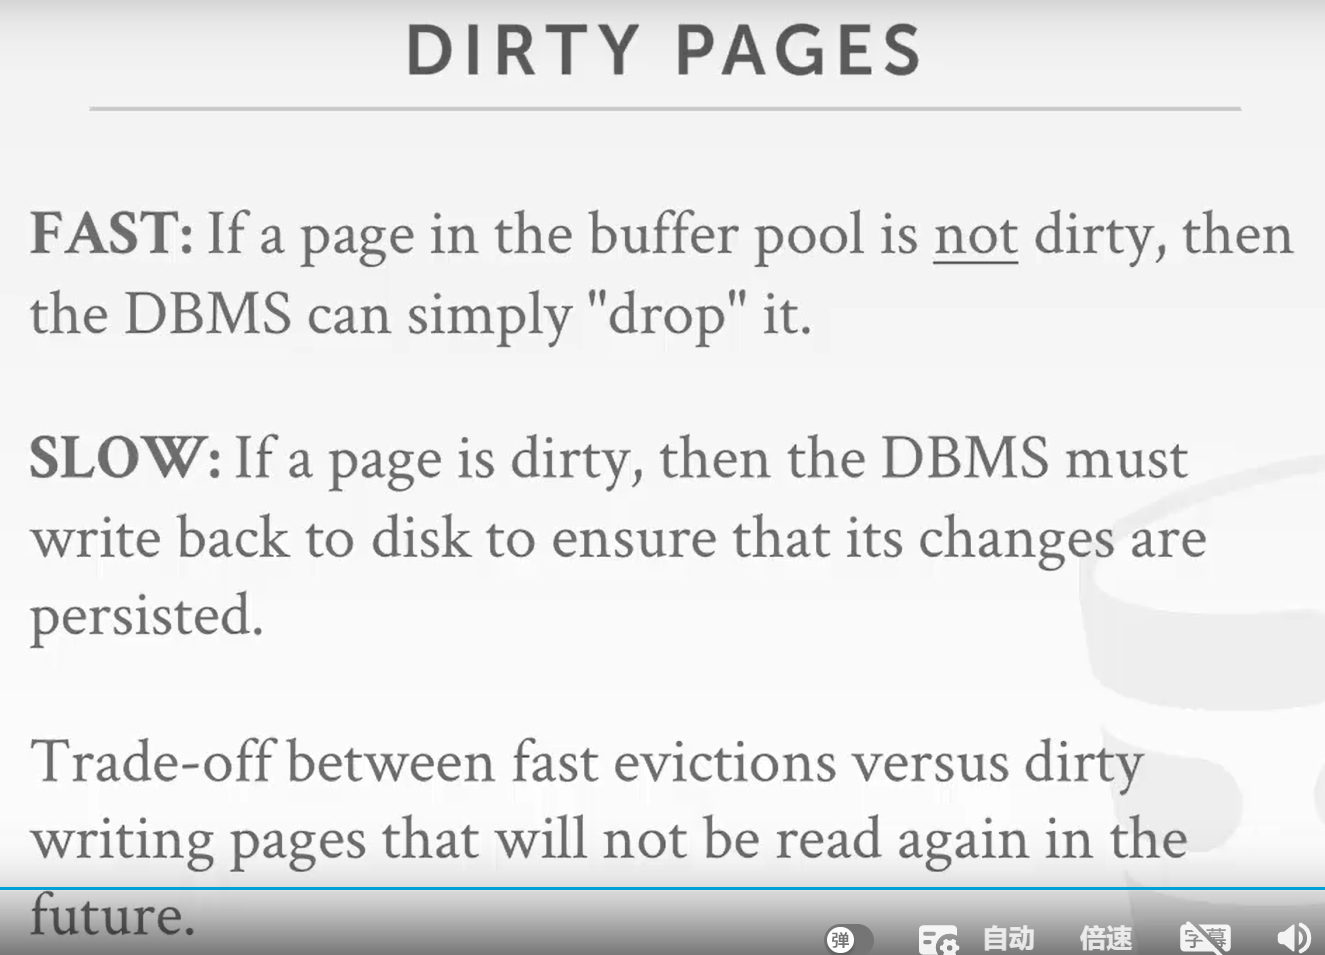 DIRTY PAGES
FAST: If a page in the buffer pool is not dirty, then
the DBMS can simply "drop" it.
SLOW: If a page is dirty, then the DBMS must
write back to disk to ensure that its changes are
persisted.
Trade-off between fast evictions versus dirty
writing pages that will not be read again in the
future.
弹 自动 倍速 字幕